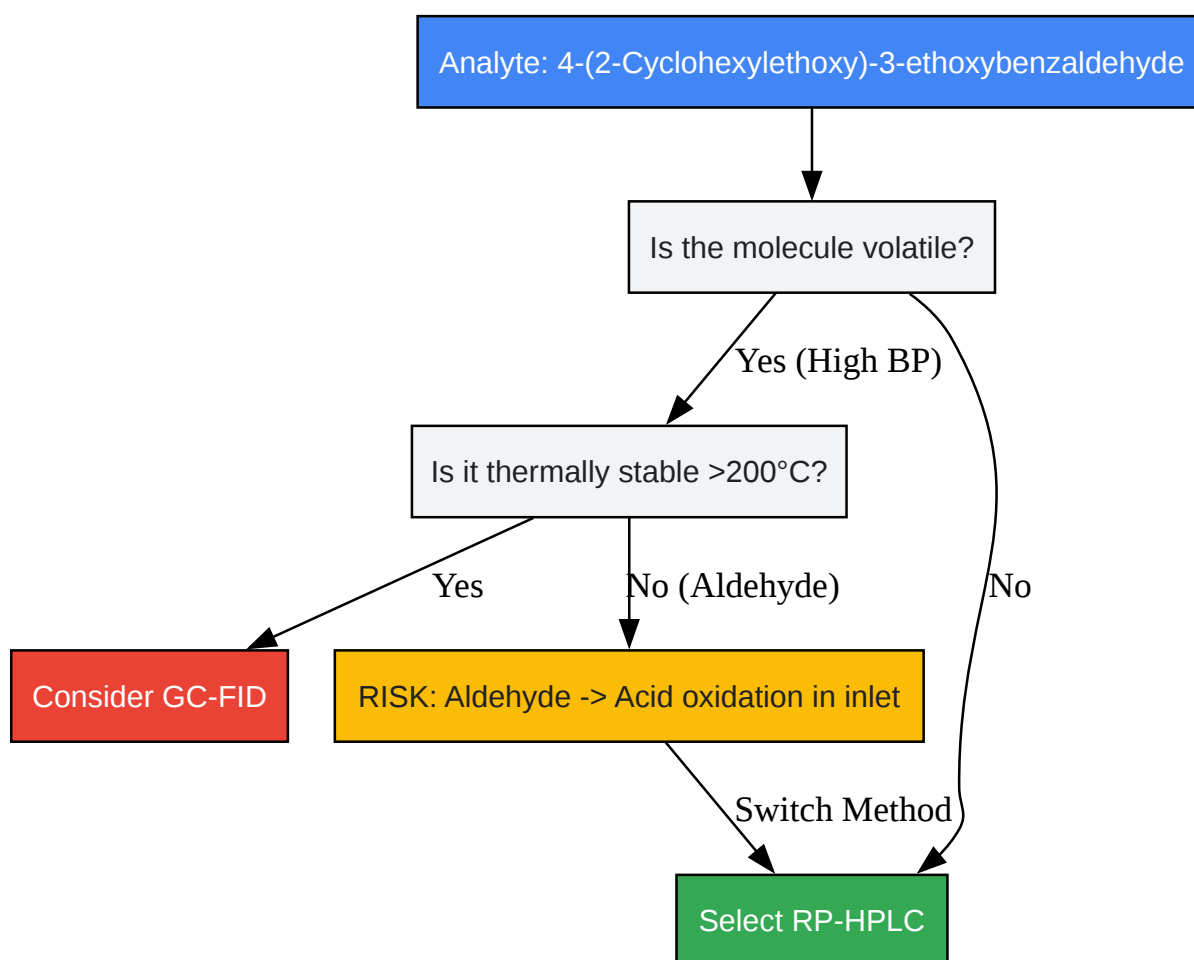 Analyte: 4-(2-Cyclohexylethoxy)-3-ethoxybenzaldehyde
Is the molecule volatile?
Yes (High BP)
Is it thermally stable >200°C?
Yes
No (Aldehyde)
No
Consider GC-FID
RISK: Aldehyde -> Acid oxidation in inlet
Switch Method
Select RP-HPLC